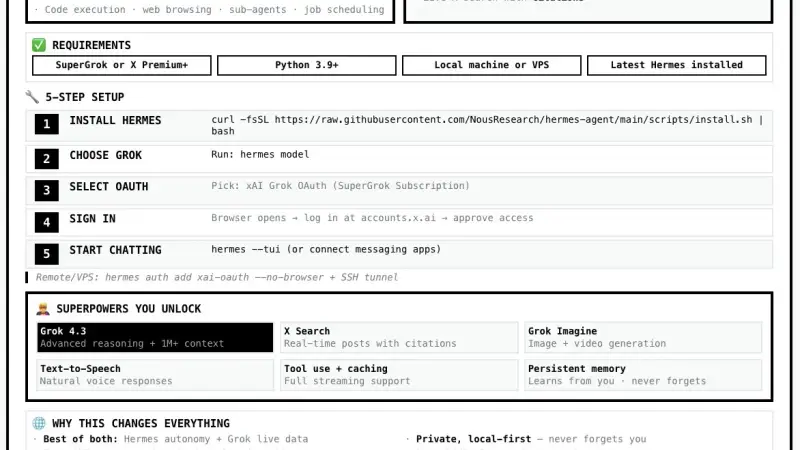 · Code execution · web browsing · sub-agents · job scheduling
REQUIREMENTS
SuperGrok or X Premium+
Python 3.9+
Local machine or VPS
Latest Hermes installed
5-STEP SETUP
1 INSTALL HERMES curl -fsSL https://raw.githubusercontent.com/NousResearch/hermes-agent/main/scripts/install.sh |
bash
2 CHOOSE GROK Run: hermes model
3 SELECT OAUTH Pick: xAI Grok OAuth (SuperGrok Subscription)
4 SIGN IN Browser opens → log in at accounts.x.ai → approve access
5 START CHATTING hermes --tui (or connect messaging apps)
Remote/VPS: hermes auth add xai-oauth --no-browser + SSH tunnel
SUPERPOWERS YOU UNLOCK
Grok 4.3
Advanced reasoning + 1M+ context
X Search
Real-time posts with citations
Grok Imagine
Image + video generation
Text-to-Speech
Natural voice responses
Tool use + caching
Full streaming support
Persistent memory
Learns from you · never forgets
WHY THIS CHANGES EVERYTHING
· Best of both: Hermes autonomy + Grok live data
· Private, local-first — never forgets you